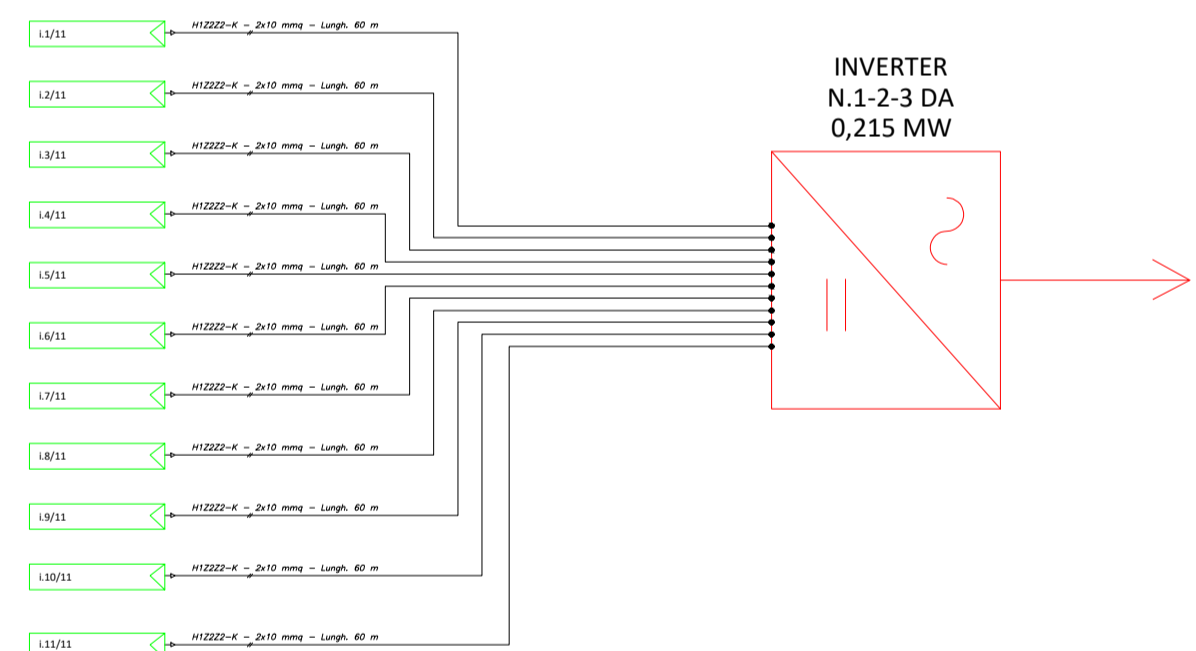 i.1/11 H1Z2Z2-K - 2x10 mmq - Lungh. 60 m
INVERTER
N.1-2-3 DA
0,215 MW
i.2/11 H1Z2Z2-K - 2x10 mmq - Lungh. 60 m
i.3/11 H1Z2Z2-K - 2x10 mmq - Lungh. 60 m
i.4/11 H1Z2Z2-K - 2x10 mmq - Lungh. 60 m
i.5/11 H1Z2Z2-K - 2x10 mmq - Lungh. 60 m
i.6/11 H1Z2Z2-K - 2x10 mmq - Lungh. 60 m
i.7/11 H1Z2Z2-K - 2x10 mmq - Lungh. 60 m
i.8/11 H1Z2Z2-K - 2x10 mmq - Lungh. 60 m
i.9/11 H1Z2Z2-K - 2x10 mmq - Lungh. 60 m
i.10/11 H1Z2Z2-K - 2x10 mmq - Lungh. 60 m
i.11/11 H1Z2Z2-K - 2x10 mmq - Lungh. 60 m